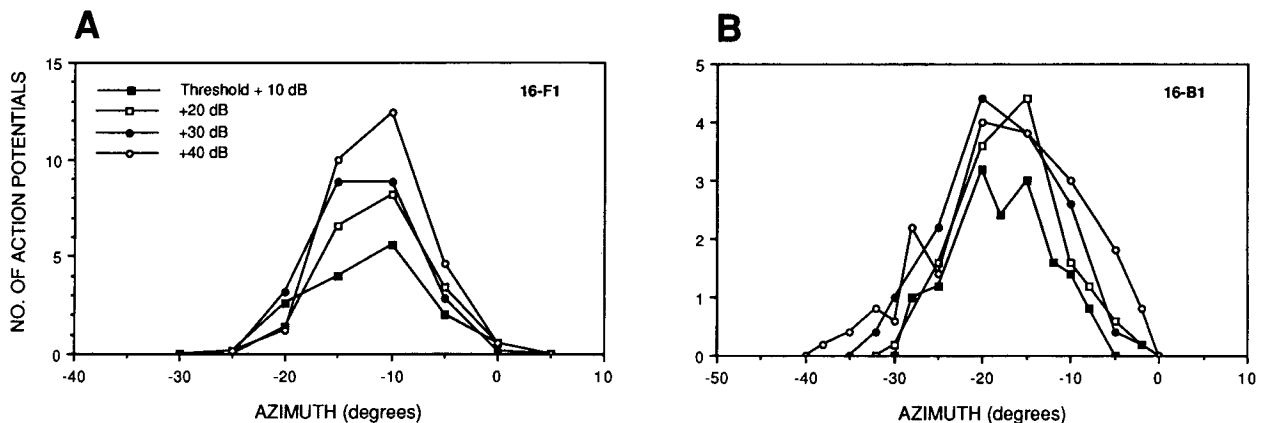 A
B
15
10
5
0
NO. OF ACTION POTENTIALS
Threshold + 10 dB
+20 dB
+30 dB
+40 dB
16-F1
-40 -30 -20 -10 0 10
AZIMUTH (degrees)
5
4
3
2
1
0
16-B1
-50 -40 -30 -20 -10 0 10
AZIMUTH (degrees)